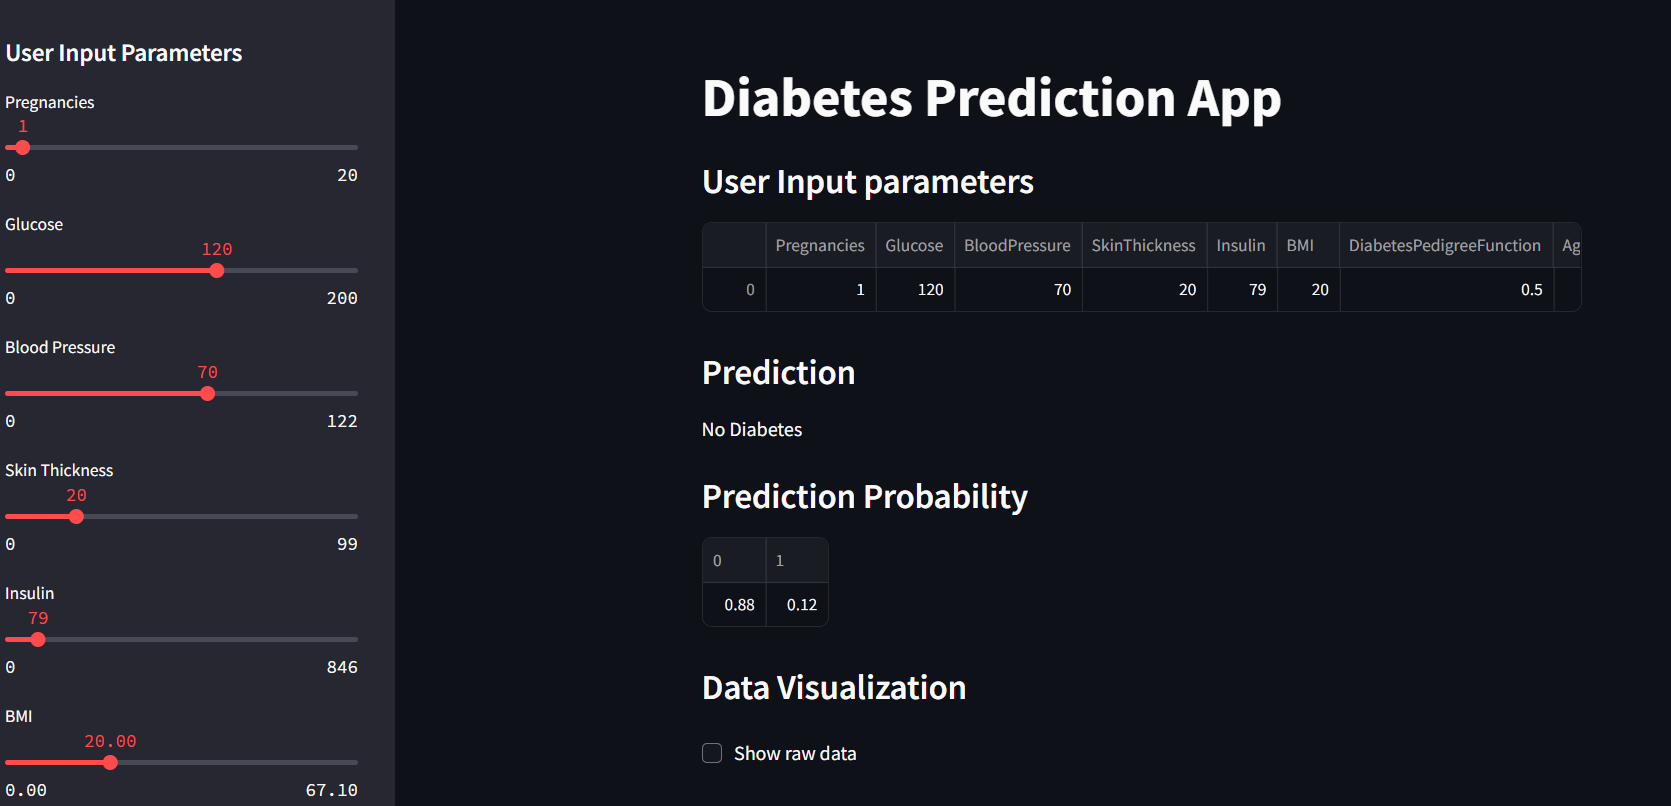 User Input Parameters
Pregnancies
1
0 20
Glucose
120
0 200
Blood Pressure
70
0 122
Skin Thickness
20
0 99
Insulin
79
0 846
BMI
20.00
0.00 67.10
Diabetes Prediction App
User Input parameters
Pregnancies Glucose BloodPressure SkinThickness Insulin BMI DiabetesPedigreeFunction Ag
0 1 120 70 20 79 20 0.5
Prediction
No Diabetes
Prediction Probability
0 1
0.88 0.12
Data Visualization
Show raw data